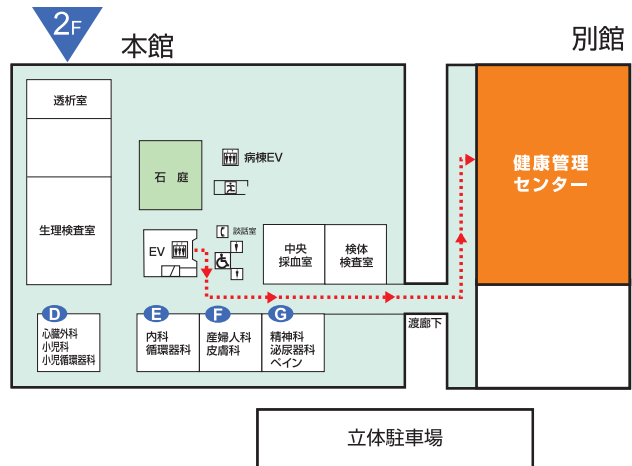 2F
本館
別館
透析室
病棟EV
石庭
健康管理
センター
生理検査室
談話室
EV
中央
採血室
検体
検査室
D
E
F
G
渡廊下
心臓外科
小児科
小児循環器科
内科
循環器科
産婦人科
皮膚科
精神科
泌尿器科
ペイン
立体駐車場